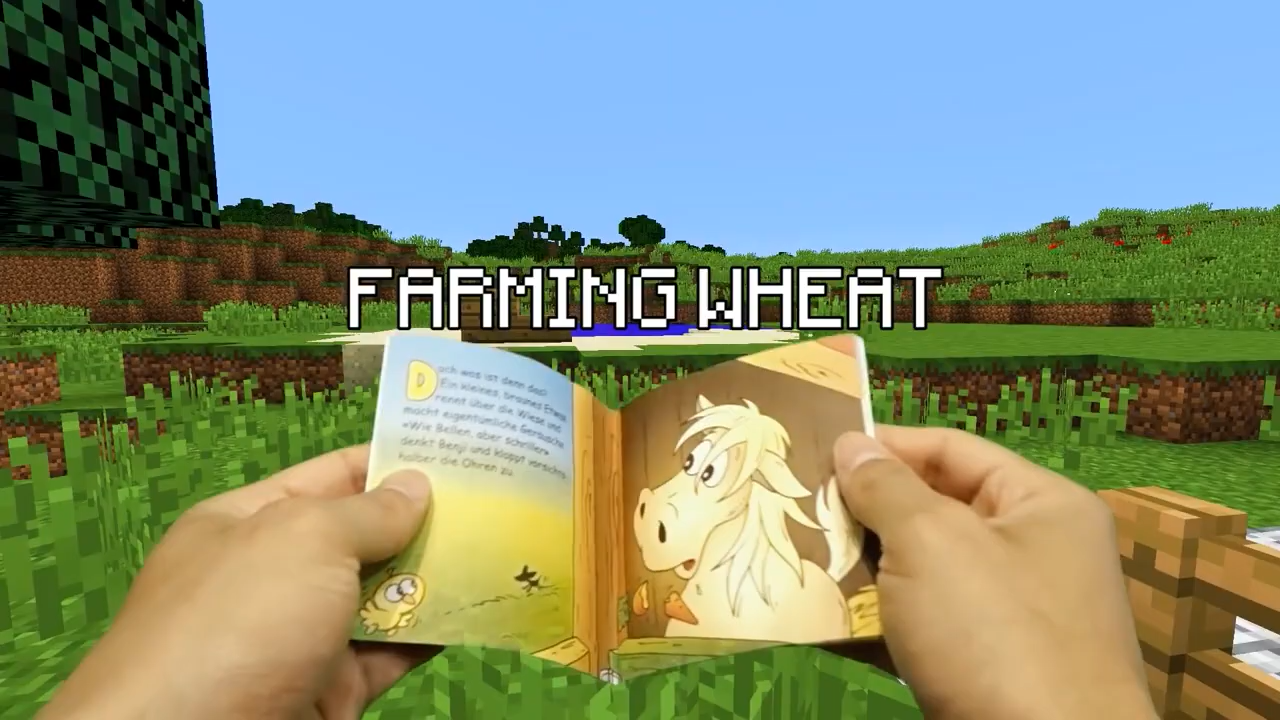 FARMING WHEAT
Doch was ist denn das?
Ein kleines, braunes Etwas
rennt über die Wiese und
macht eigentümliche Geräusche.
«Wie Bellen, aber schriller»
denkt Benji und klappt vorsichts
halber die Ohren zu.